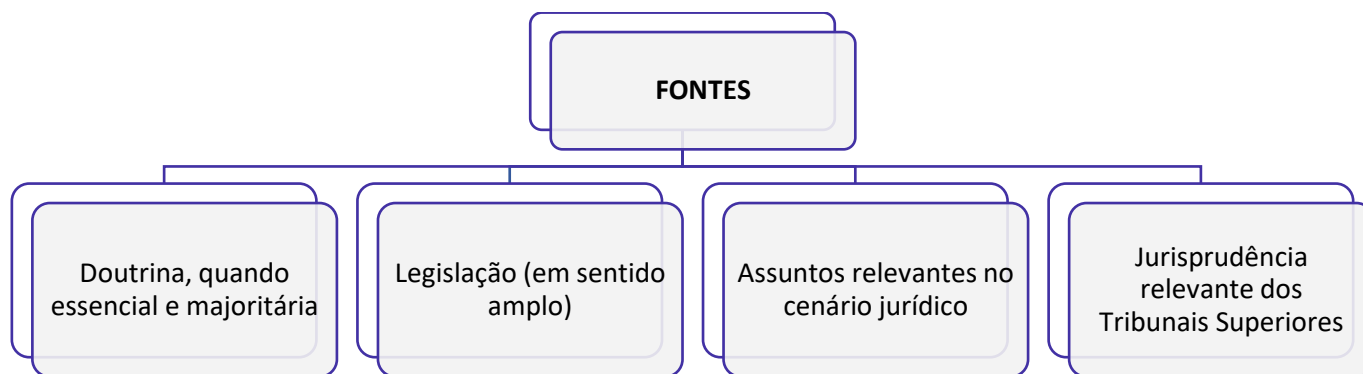 FONTES
Doutrina, quando
essencial e majoritária
Legislação (em sentido
amplo)
Assuntos relevantes no
cenário jurídico
Jurisprudência
relevante dos
Tribunais Superiores